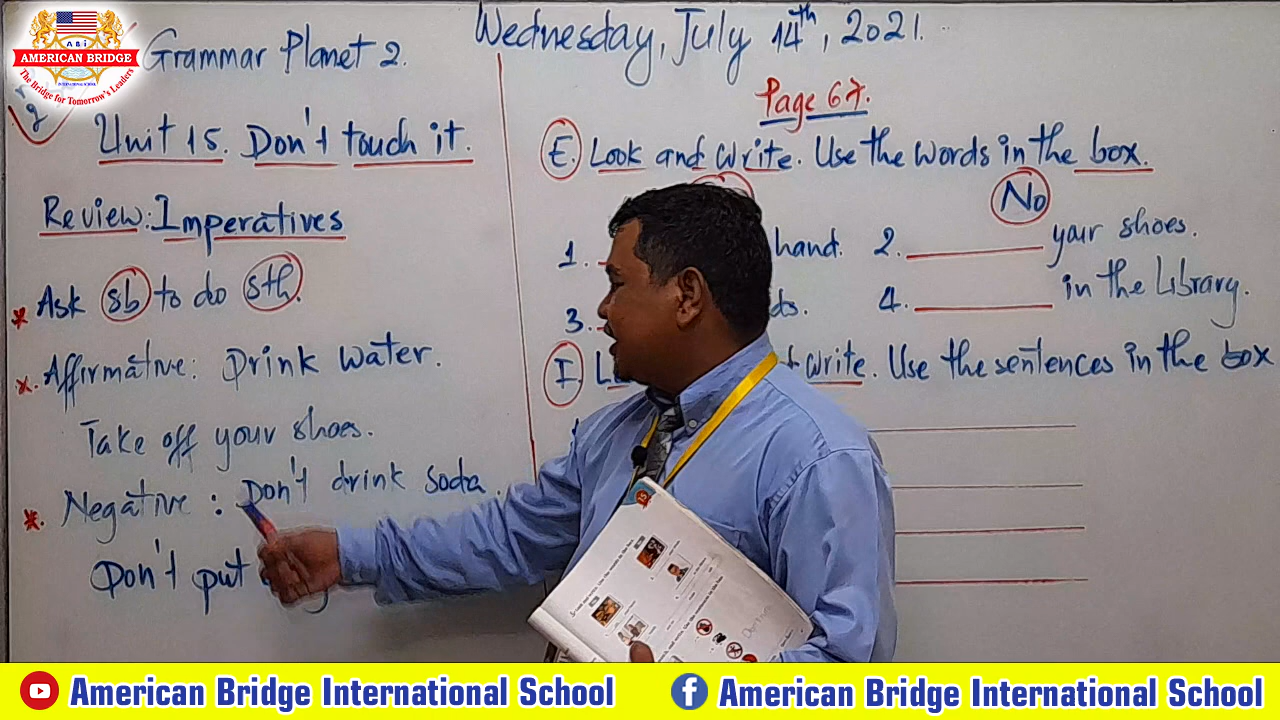 A & i
AMERICAN BRIDGE
INTERNATIONAL SCHOOL
The Bridge for Tomorrow's Leaders
Grammar Planet 2.
Wednesday, July 14th, 2021.
Unit 15. Don't touch it.
Review: Imperatives
* Ask sb to do sth.
*. Affirmative: Drink water.
Take off your shoes.
*. Negative: Don't drink soda.
Don't put
Page 67.
E. Look and Write. Use the words in the box.
No
1. hand. 2. your shoes.
3. ds. 4. in the Library.
I. Write. Use the sentences in the box
15
American Bridge International School
American Bridge International School